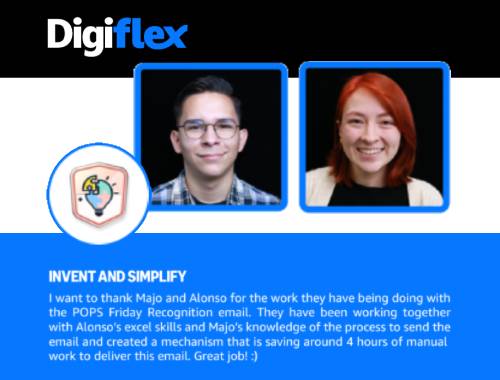 Digiflex
INVENT AND SIMPLIFY
I want to thank Majo and Alonso for the work they have being doing with
the POPS Friday Recognition email. They have been working together
with Alonso's excel skills and Majo's knowledge of the process to send the
email and created a mechanism that is saving around 4 hours of manual
work to deliver this email. Great job! :)